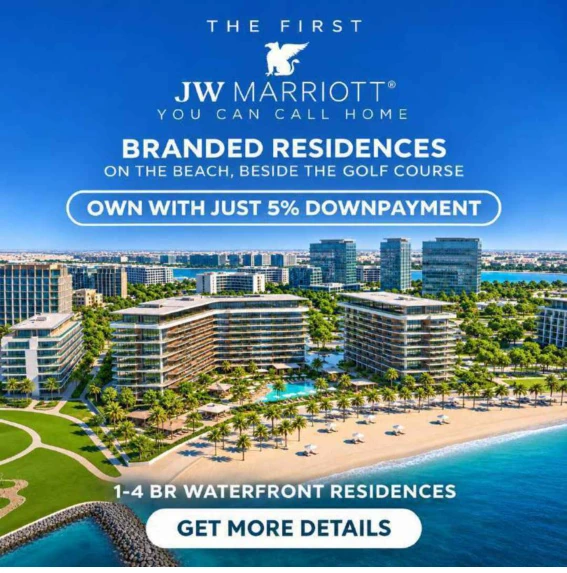 THE FIRST
JW MARRIOTT®
YOU CAN CALL HOME
BRANDED RESIDENCES
ON THE BEACH, BESIDE THE GOLF COURSE
OWN WITH JUST 5% DOWNPAYMENT
1-4 BR WATERFRONT RESIDENCES
GET MORE DETAILS